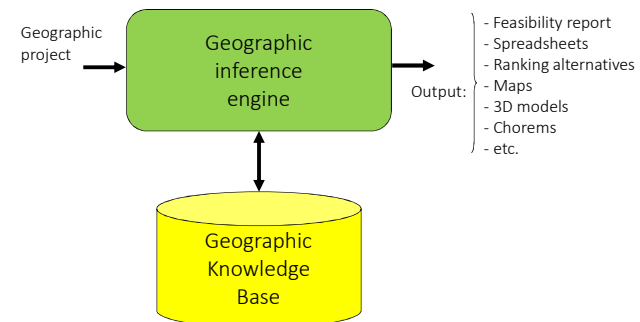 Geographic
project
Geographic
inference
engine
Output:
- Feasibility report
- Spreadsheets
- Ranking alternatives
- Maps
- 3D models
- Chorems
- etc.
Geographic
Knowledge
Base